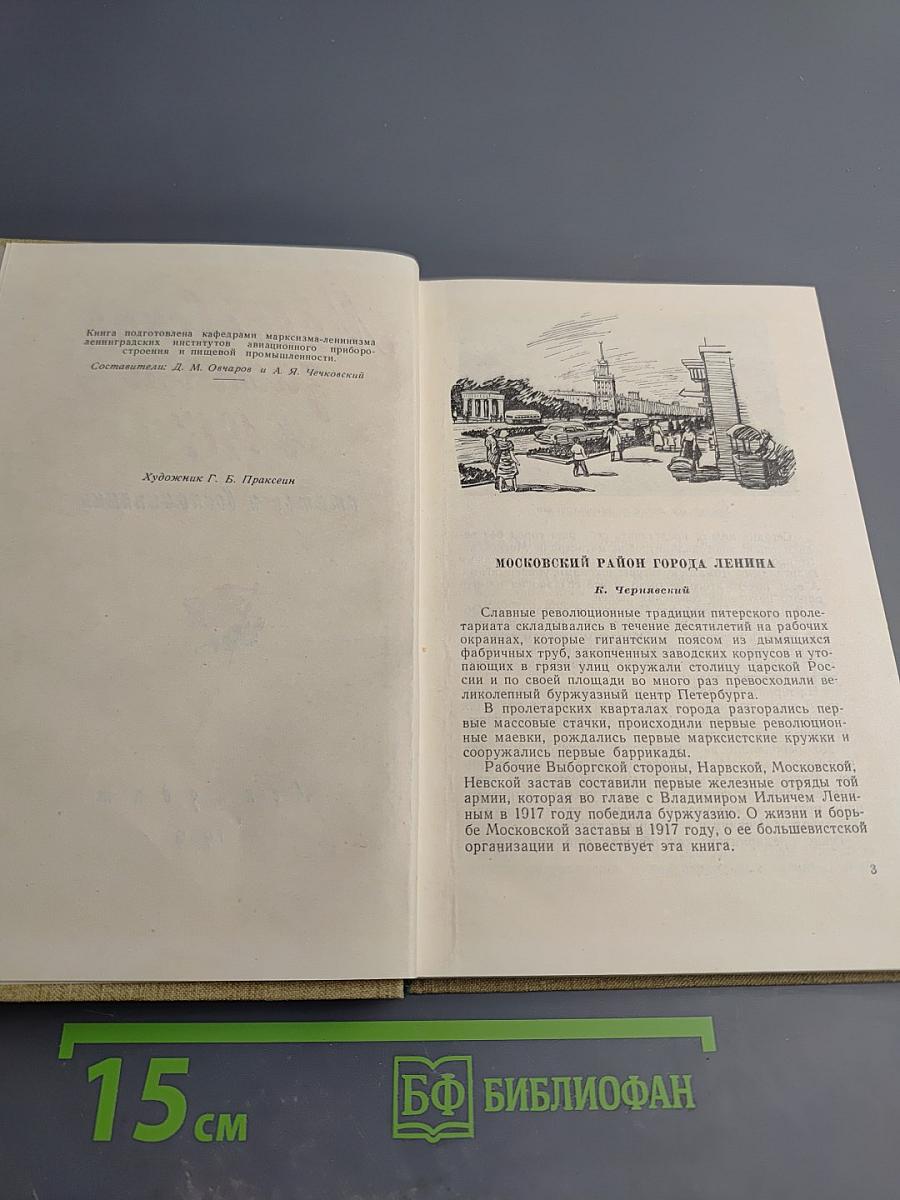 Книга подготовлена кафедрами марксизма-ленинизма
ленинградских институтов авиационного приборо-
строения и пищевой промышленности.
Составители: Д. М. Овчаров и А. Я. Чечковский
Художник Г. Б. Праксеин
МОСКОВСКИЙ РАЙОН ГОРОДА ЛЕНИНА
К. Чернявский
Славные революционные традиции питерского проле-
тариата складывались в течение десятилетий на рабочих
окраинах, которые гигантским поясом из дымящихся
фабричных труб, закопченных заводских корпусов и уто-
пающих в грязи улиц окружали столицу царской Рос-
сии и по своей площади во много раз превосходили ве-
ликолепный буржуазный центр Петербурга.
В пролетарских кварталах города разгорались пер-
вые массовые стачки, происходили первые революцион-
ные маевки, рождались первые марксистские кружки и
сооружались первые баррикады.
Рабочие Выборгской стороны, Нарвской, Московской,
Невской застав составили первые железные отряды той
армии, которая во главе с Владимиром Ильичем Лени-
ным в 1917 году победила буржуазию. О жизни и борь-
бе Московской заставы в 1917 году, о ее большевистской
организации и повествует эта книга.
3
15 см
БФ БИБЛИОФАН